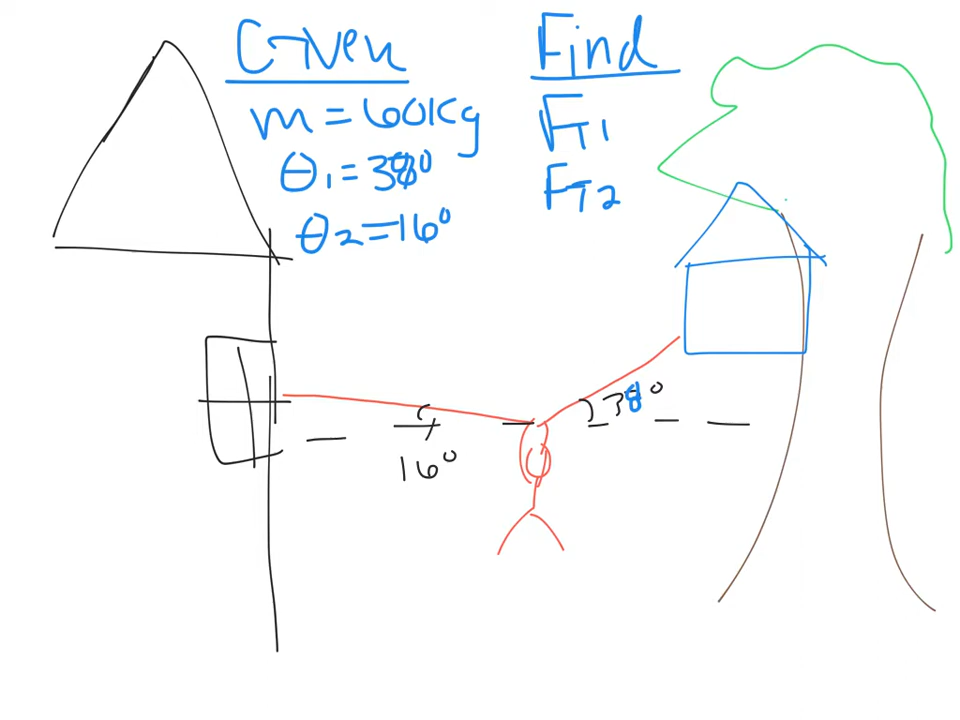 Given
m = 60kg
θ1 = 38°
θ2 = 16°
Find
FT1
FT2
38°
16°